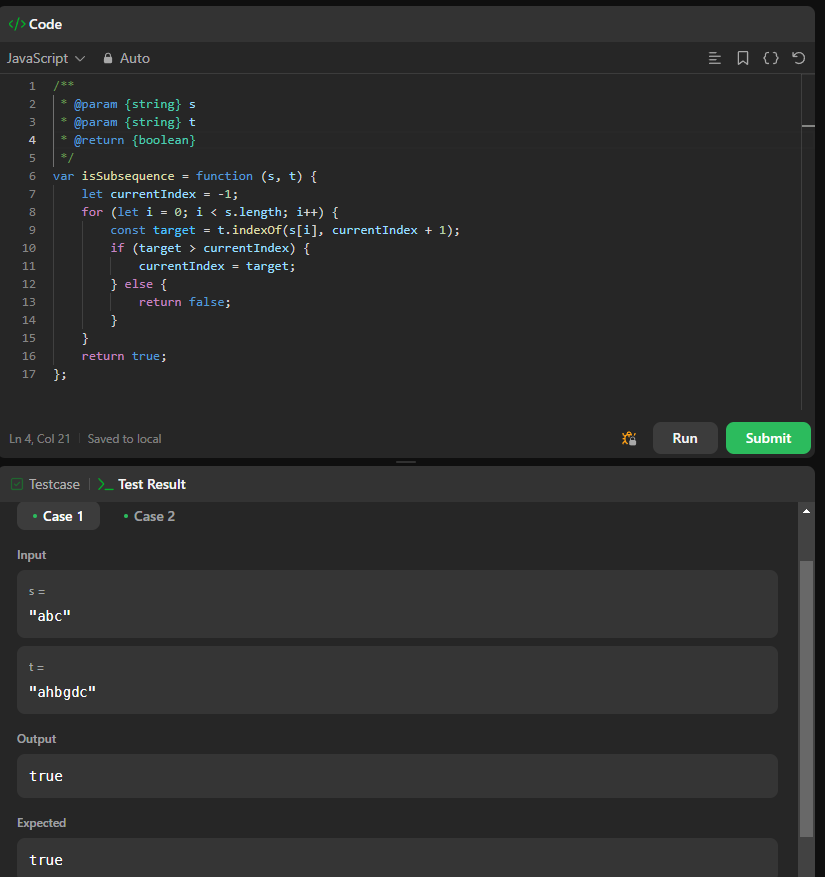 </> Code
JavaScript Auto
1 /**
2  * @param {string} s
3  * @param {string} t
4  * @return {boolean}
5  */
6 var isSubsequence = function (s, t) {
7     let currentIndex = -1;
8     for (let i = 0; i < s.length; i++) {
9         const target = t.indexOf(s[i], currentIndex + 1);
10         if (target > currentIndex) {
11             currentIndex = target;
12         } else {
13             return false;
14         }
15     }
16     return true;
17 };
Ln 4, Col 21 Saved to local Run Submit
Testcase >_ Test Result
Case 1 Case 2
Input
s =
"abc"
t =
"ahbgdc"
Output
true
Expected
true